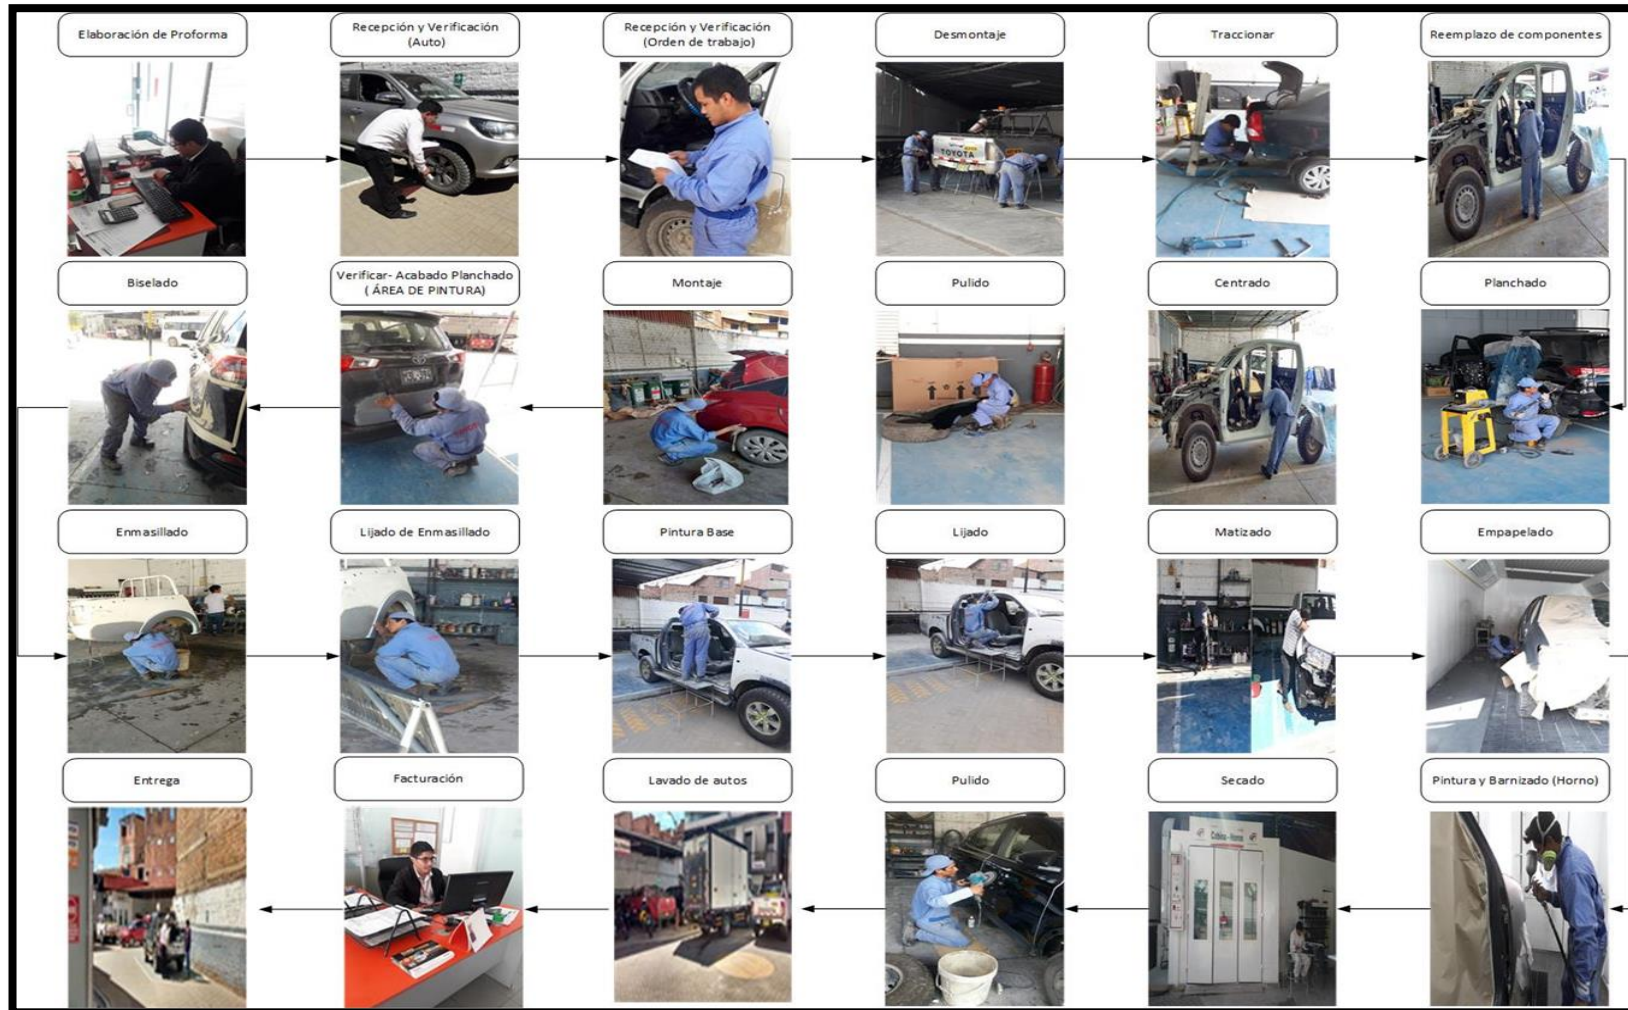 Elaboración de Proforma
Recepción y Verificación
(Auto)
Recepción y Verificación
(Orden de trabajo)
Desmontaje
Traccionar
Reemplazo de componentes
TOYOTA
Biselado
Verificar- Acabado Planchado
( ÁREA DE PINTURA)
Montaje
Pulido
Centrado
Planchado
Enmasillado
Lijado de Enmasillado
Pintura Base
Lijado
Matizado
Empapelado
Entrega
Facturación
Lavado de autos
Pulido
Secado
Pintura y Barnizado (Horno)
Cabina - Horno